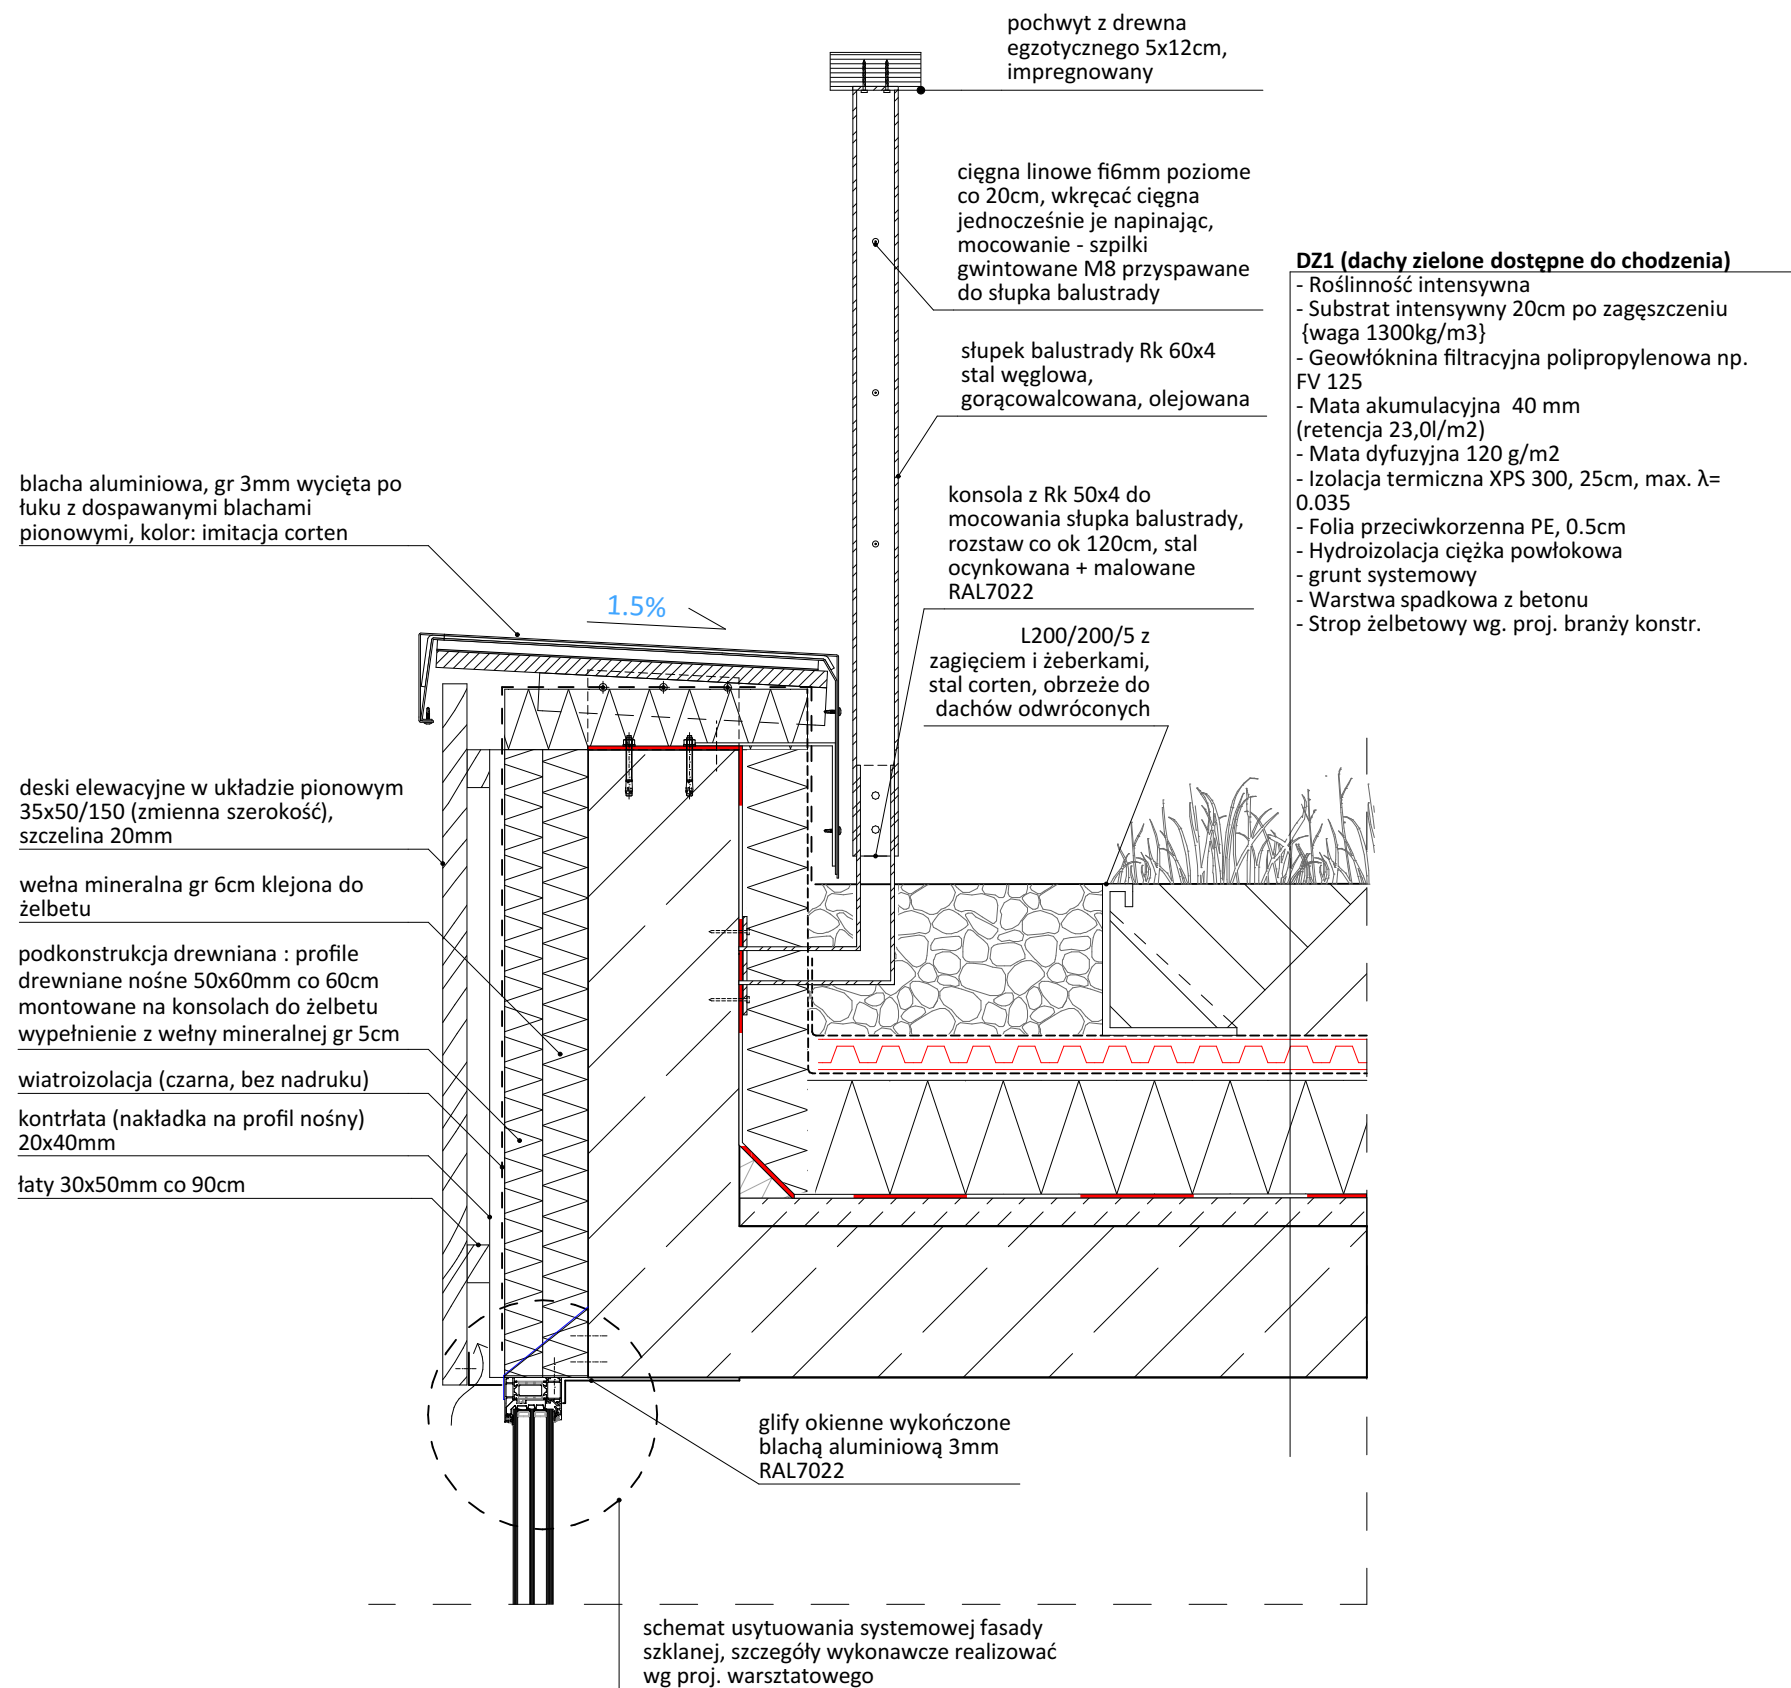 pochwyt z drewna
egzotycznego 5x12cm,
impregnowany
cięgna linowe fi6mm poziome
co 20cm, wkręcać cięgna
jednocześnie je napinając,
mocowanie - szpilki
gwintowane M8 przyspawane
do słupka balustrady
słupek balustrady Rk 60x4
stal węglowa,
gorącowalcowana, olejowana
konsola z Rk 50x4 do
mocowania słupka balustrady,
rozstaw co ok 120cm, stal
ocynkowana + malowane
RAL7022
L200/200/5 z
zagięciem i żeberkami,
stal corten, obrzeże do
dachów odwróconych
DZ1 (dachy zielone dostępne do chodzenia)
- Roślinność intensywna
- Substrat intensywny 20cm po zagęszczeniu
{waga 1300kg/m3}
- Geowłóknina filtracyjna polipropylenowa np.
FV 125
- Mata akumulacyjna 40 mm
(retencja 23,0l/m2)
- Mata dyfuzyjna 120 g/m2
- Izolacja termiczna XPS 300, 25cm, max. λ=
0.035
- Folia przeciwkorzenna PE, 0.5cm
- Hydroizolacja ciężka powłokowa
- grunt systemowy
- Warstwa spadkowa z betonu
- Strop żelbetowy wg. proj. branży konstr.
blacha aluminiowa, gr 3mm wycięta po
łuku z dospawanymi blachami
pionowymi, kolor: imitacja corten
1.5%
deski elewacyjne w układzie pionowym
35x50/150 (zmienna szerokość),
szczelina 20mm
wełna mineralna gr 6cm klejona do
żelbetu
podkonstrukcja drewniana : profile
drewniane nośne 50x60mm co 60cm
montowane na konsolach do żelbetu
wypełnienie z wełny mineralnej gr 5cm
wiatroizolacja (czarna, bez nadruku)
kontrłata (nakładka na profil nośny)
20x40mm
łaty 30x50mm co 90cm
glify okienne wykończone
blachą aluminiową 3mm
RAL7022
schemat usytuowania systemowej fasady
szklanej, szczegóły wykonawcze realizować
wg proj. warsztatowego